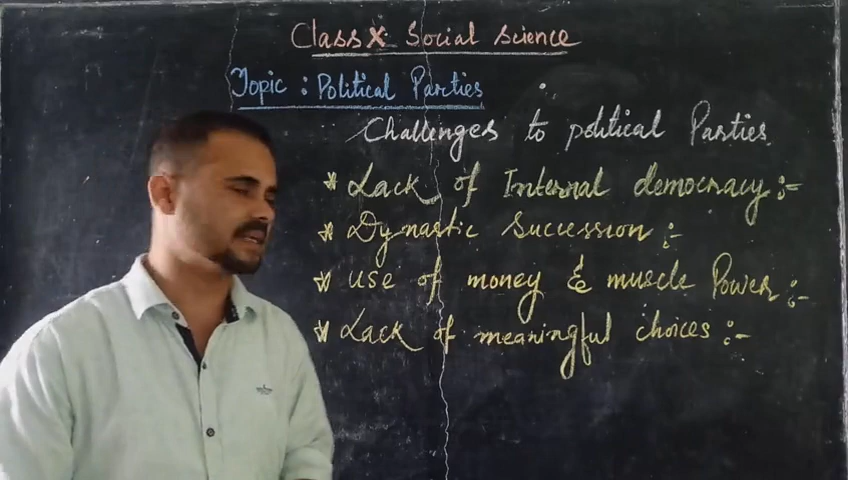 Class X Social Science
Topic : Political Parties
Challenges to political Parties
* Lack of Internal democracy :-
* Dynastic Succession :-
* use of money & muscle Power :-
* Lack of meaningful choices :-